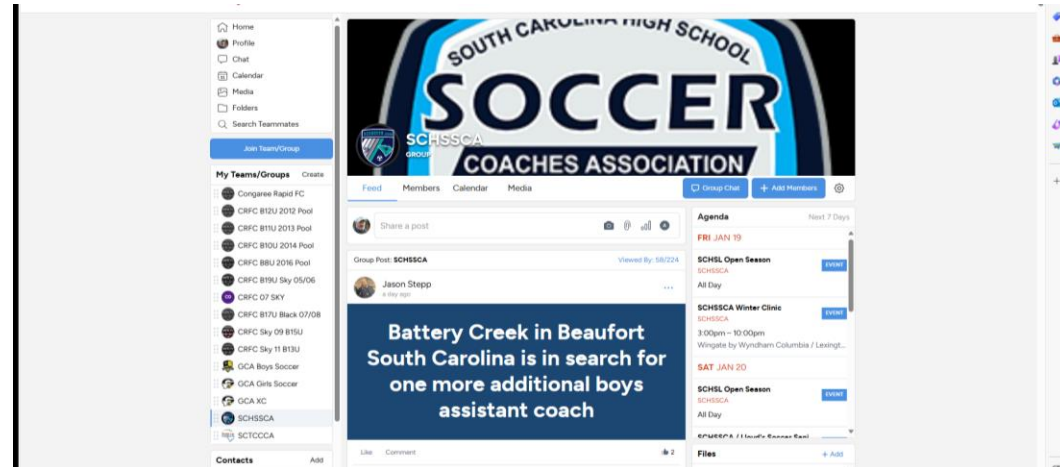 Home
Profile
Chat
Calendar
Media
Folders
Search Teammates
Join Team/Group
My Teams/Groups Create
Congaree Rapid FC
CRFC B12U 2012 Pool
CRFC B11U 2013 Pool
CRFC B10U 2014 Pool
CRFC B8U 2016 Pool
CRFC B19U Sky 05/06
CRFC 07 SKY
CRFC B17U Black 07/08
CRFC Sky 09 B15U
CRFC Sky 11 B13U
GCA Boys Soccer
GCA Girls Soccer
GCA XC
SCHSSCA
SCTCCCA
Contacts Add
SOUTH CAROLINA HIGH SCHOOL
SOCCER
COACHES ASSOCIATION
SCHSSCA
GROUP
Feed Members Calendar Media
Group Chat + Add Members
Share a post
Group Post: SCHSSCA Viewed By: 58/224
Jason Stepp
a day ago
Battery Creek in Beaufort
South Carolina is in search for
one more additional boys
assistant coach
Like Comment 2
Agenda Next 7 Days
FRI JAN 19
SCHSL Open Season
SCHSSCA
EVENT
All Day
SCHSSCA Winter Clinic
SCHSSCA
EVENT
3:00pm – 10:00pm
Wingate by Wyndham Columbia / Lexingt...
SAT JAN 20
SCHSL Open Season
SCHSSCA
EVENT
All Day
Files + Add